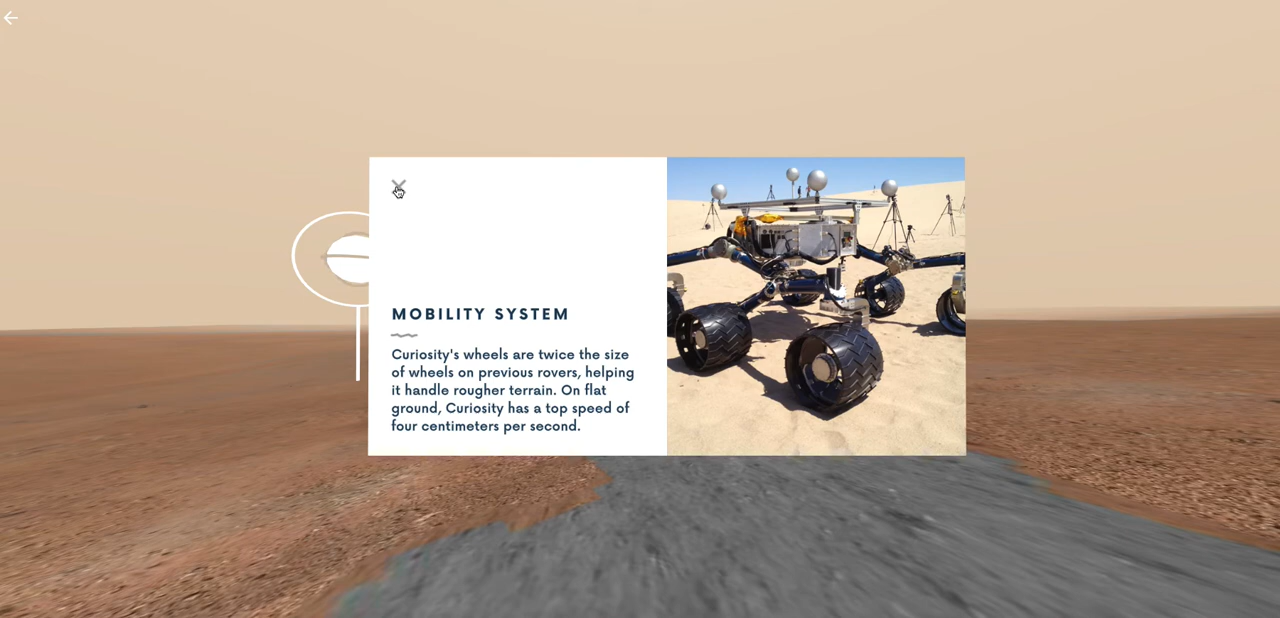 MOBILITY SYSTEM
Curiosity's wheels are twice the size
of wheels on previous rovers, helping
it handle rougher terrain. On flat
ground, Curiosity has a top speed of
four centimeters per second.